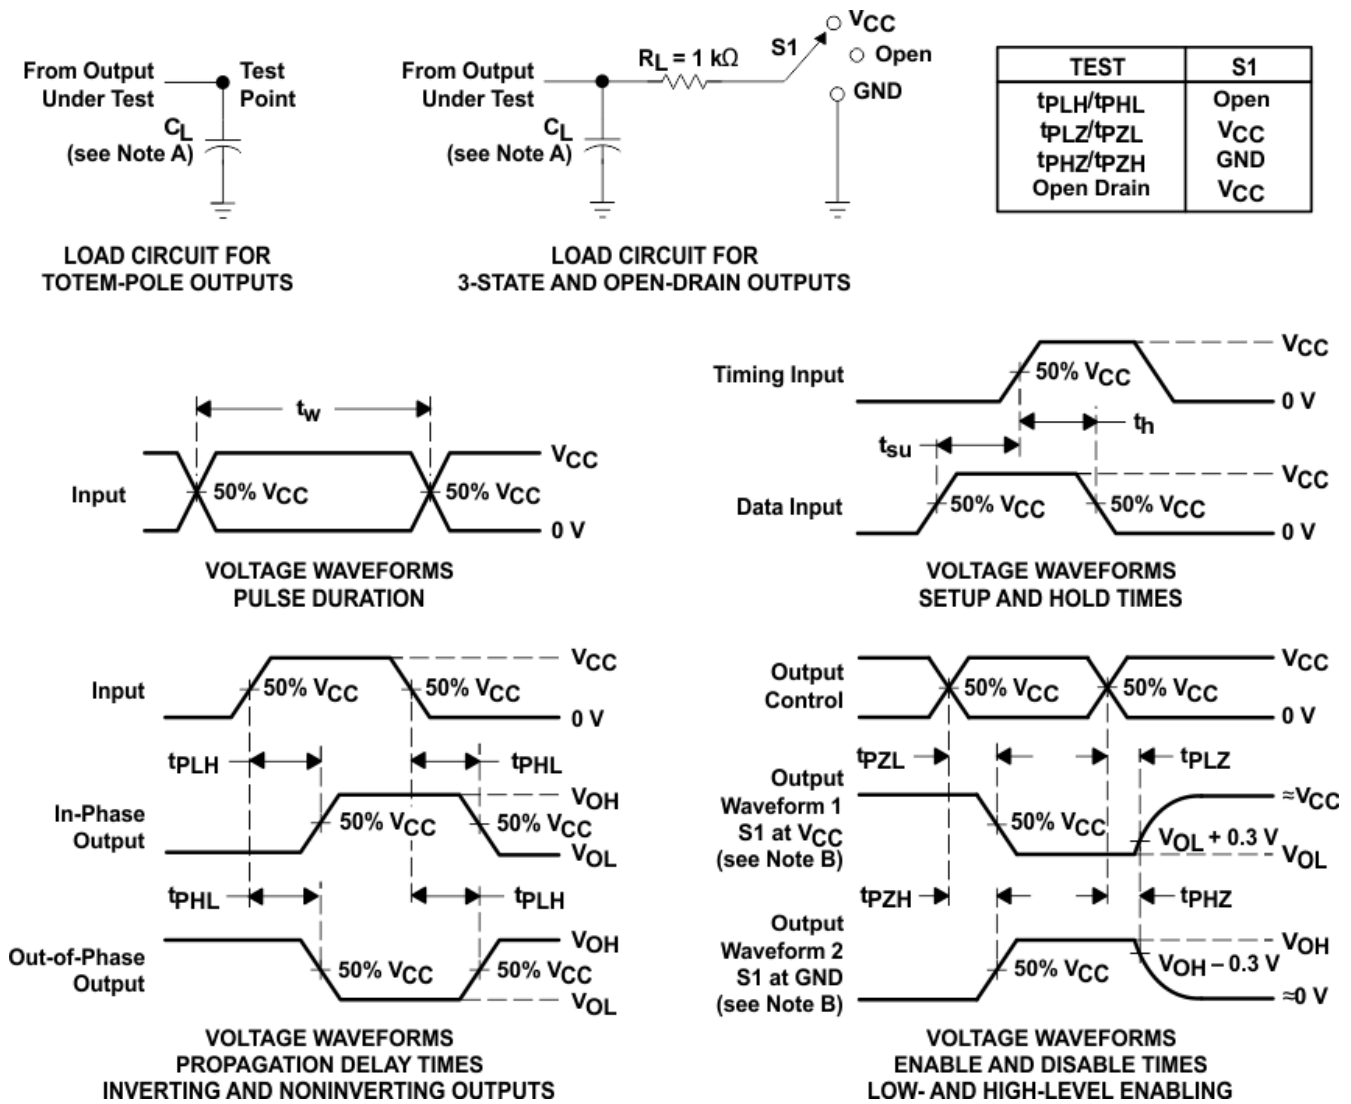 From Output
Under Test
Test
Point
CL
(see Note A)
LOAD CIRCUIT FOR
TOTEM-POLE OUTPUTS
From Output
Under Test
RL = 1 kΩ
S1
VCC
Open
GND
CL
(see Note A)
LOAD CIRCUIT FOR
3-STATE AND OPEN-DRAIN OUTPUTS
TEST S1
tPLH/tPHL Open
tPLZ/tPZL VCC
tPHZ/tPZH GND
Open Drain VCC
tw
Input
50% VCC
50% VCC
VCC
0 V
VOLTAGE WAVEFORMS
PULSE DURATION
Timing Input
50% VCC
VCC
0 V
tsu
th
Data Input
50% VCC
50% VCC
VCC
0 V
VOLTAGE WAVEFORMS
SETUP AND HOLD TIMES
Input
50% VCC
50% VCC
VCC
0 V
tPLH
tPHL
In-Phase
Output
50% VCC
50% VCC
VOH
VOL
tPHL
tPLH
Out-of-Phase
Output
50% VCC
50% VCC
VOH
VOL
VOLTAGE WAVEFORMS
PROPAGATION DELAY TIMES
INVERTING AND NONINVERTING OUTPUTS
Output
Control
50% VCC
50% VCC
VCC
0 V
tPZL
tPLZ
Output
Waveform 1
S1 at VCC
(see Note B)
50% VCC
VOL + 0.3 V
≈VCC
VOL
tPZH
tPHZ
Output
Waveform 2
S1 at GND
(see Note B)
50% VCC
VOH – 0.3 V
VOH
≈0 V
VOLTAGE WAVEFORMS
ENABLE AND DISABLE TIMES
LOW- AND HIGH-LEVEL ENABLING